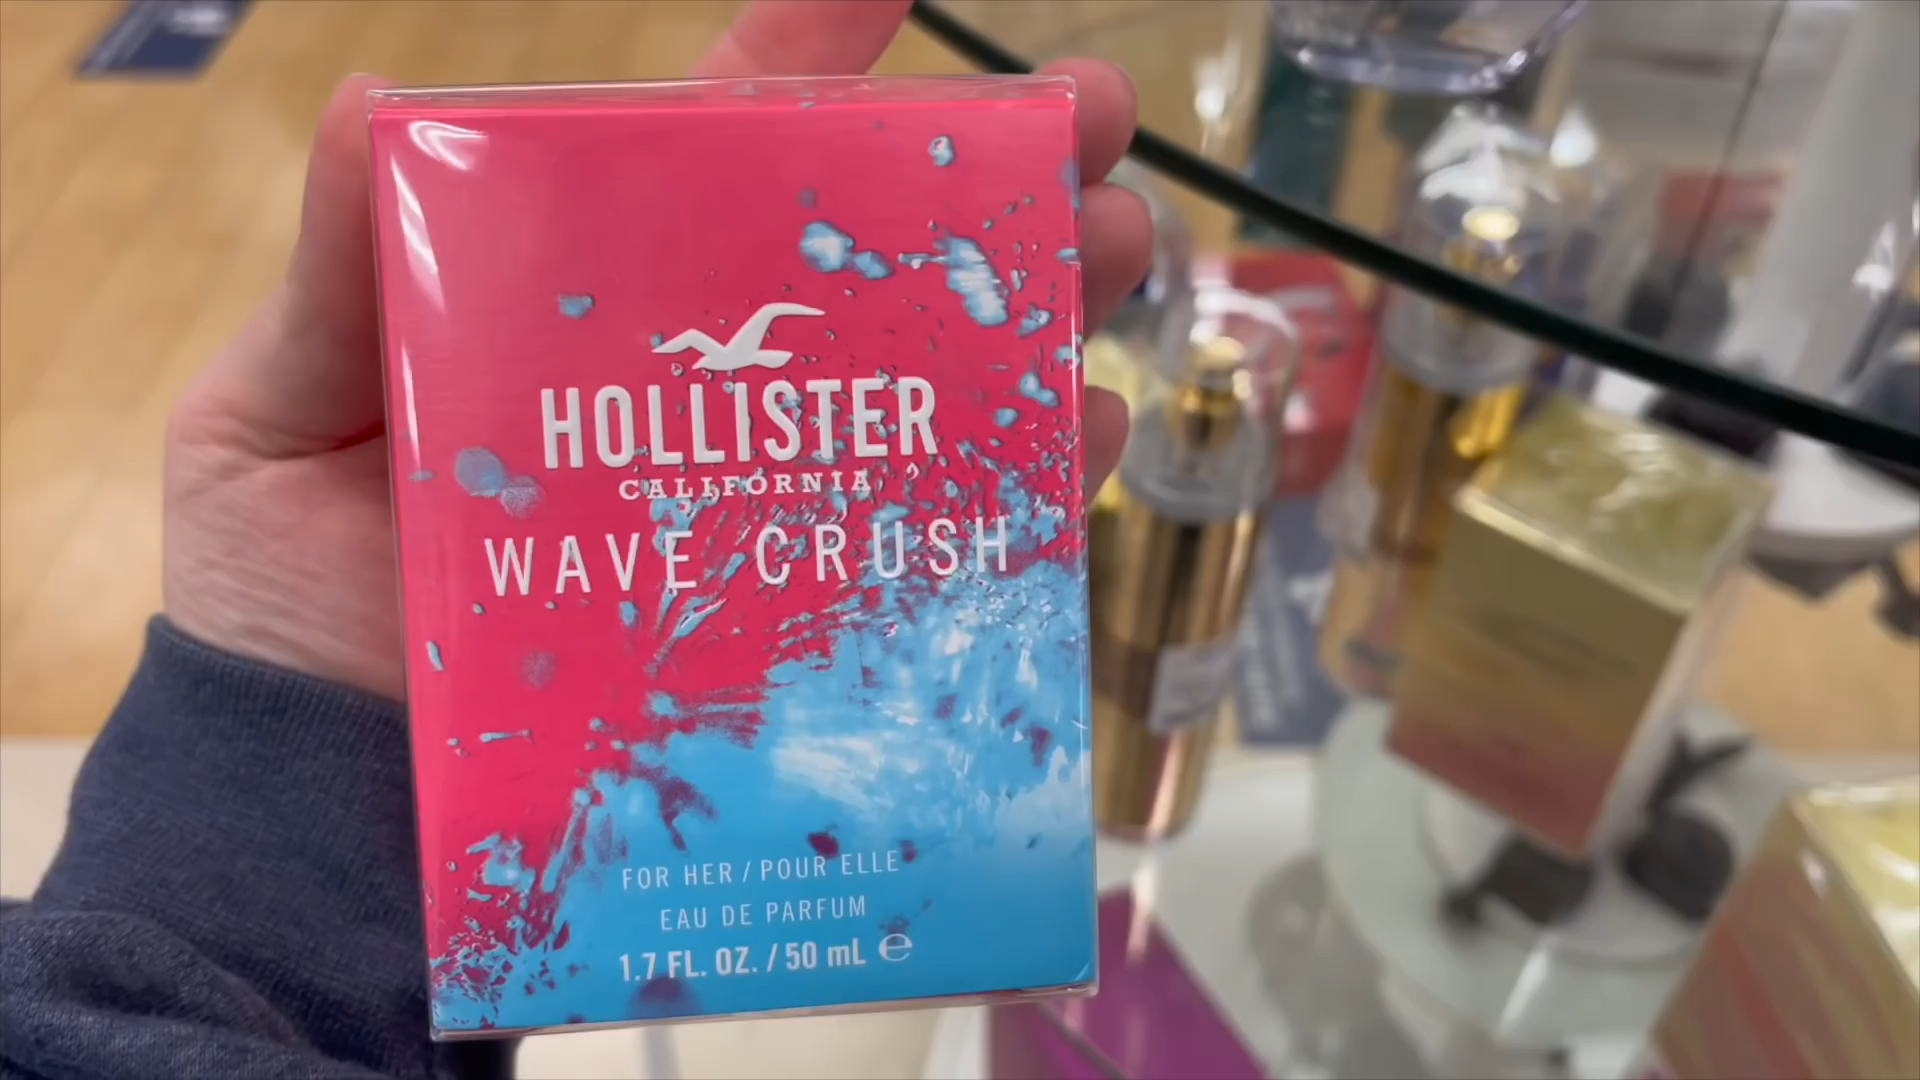 HOLLISTER
CALIFORNIA
WAVE CRUSH
FOR HER / POUR ELLE
EAU DE PARFUM
1.7 FL. OZ. / 50 mL ℮